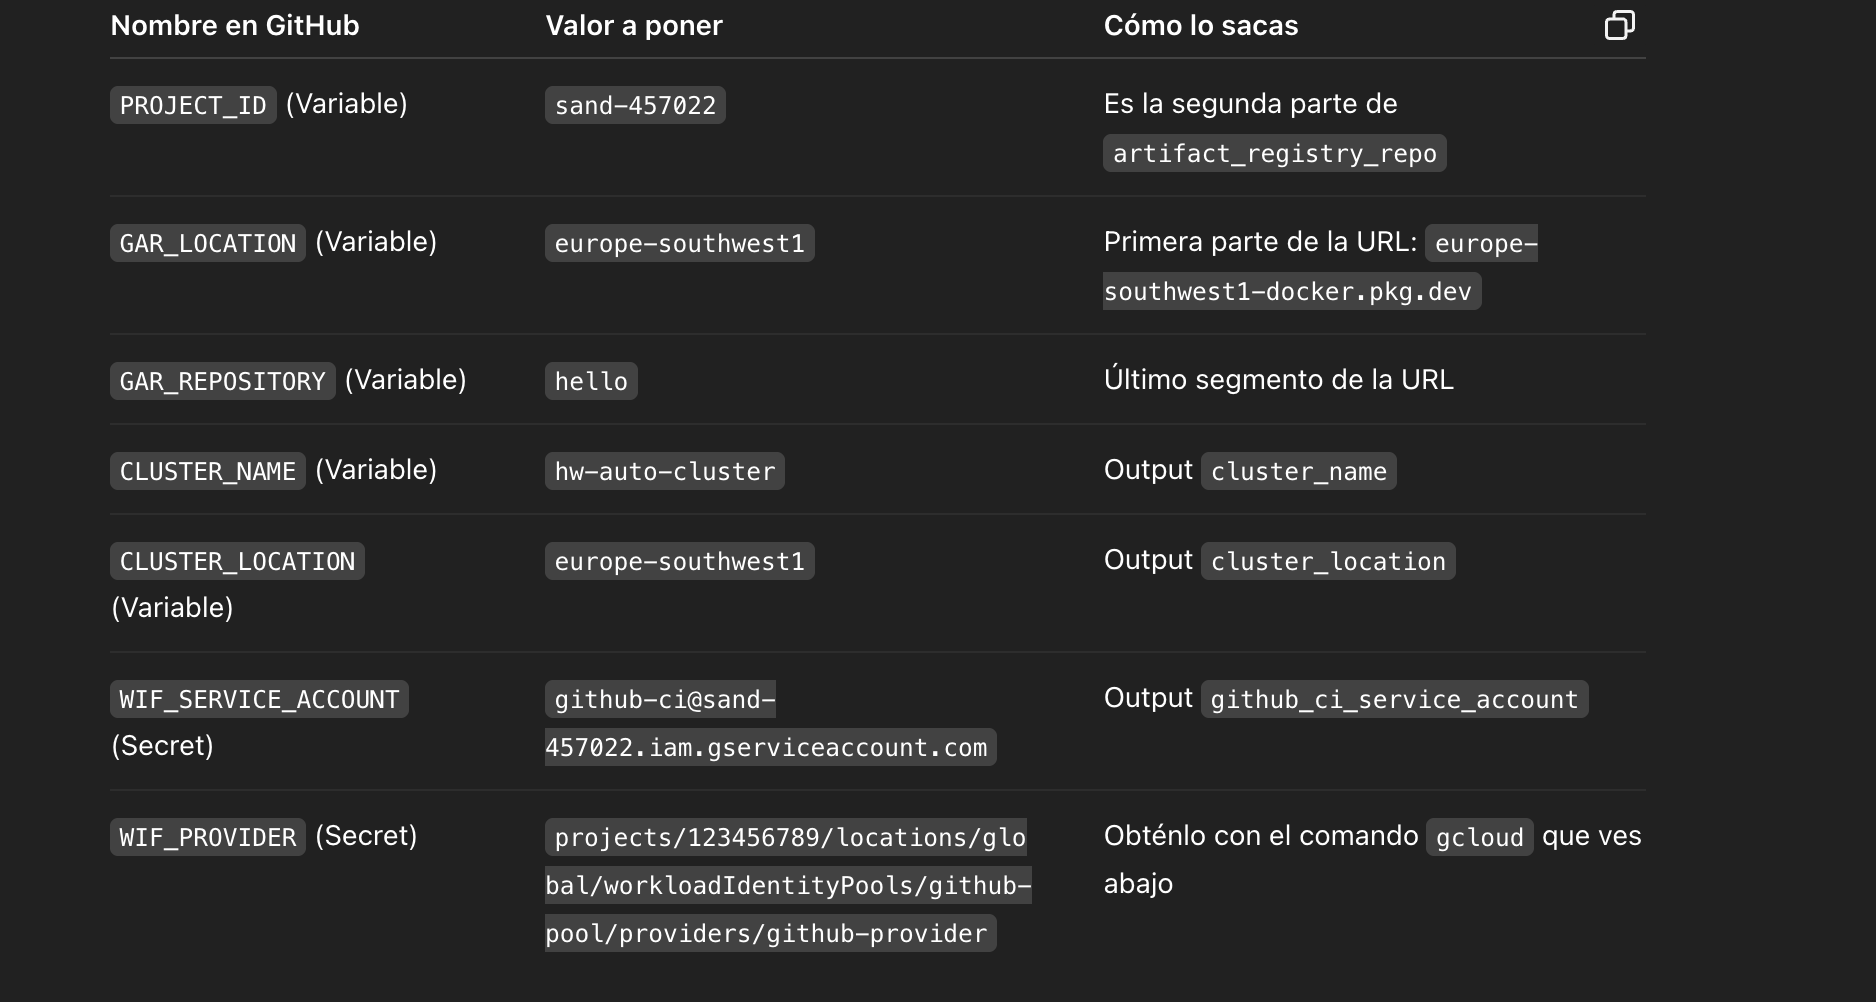 Nombre en GitHub Valor a poner Cómo lo sacas
PROJECT_ID (Variable) sand-457022 Es la segunda parte de
artifact_registry_repo
GAR_LOCATION (Variable) europe-southwest1 Primera parte de la URL: europe-
southwest1-docker.pkg.dev
GAR_REPOSITORY (Variable) hello Último segmento de la URL
CLUSTER_NAME (Variable) hw-auto-cluster Output cluster_name
CLUSTER_LOCATION europe-southwest1 Output cluster_location
(Variable)
WIF_SERVICE_ACCOUNT github-ci@sand- Output github_ci_service_account
(Secret) 457022.iam.gserviceaccount.com
WIF_PROVIDER (Secret) projects/123456789/locations/glo Obténlo con el comando gcloud que ves
bal/workloadIdentityPools/github- abajo
pool/providers/github-provider